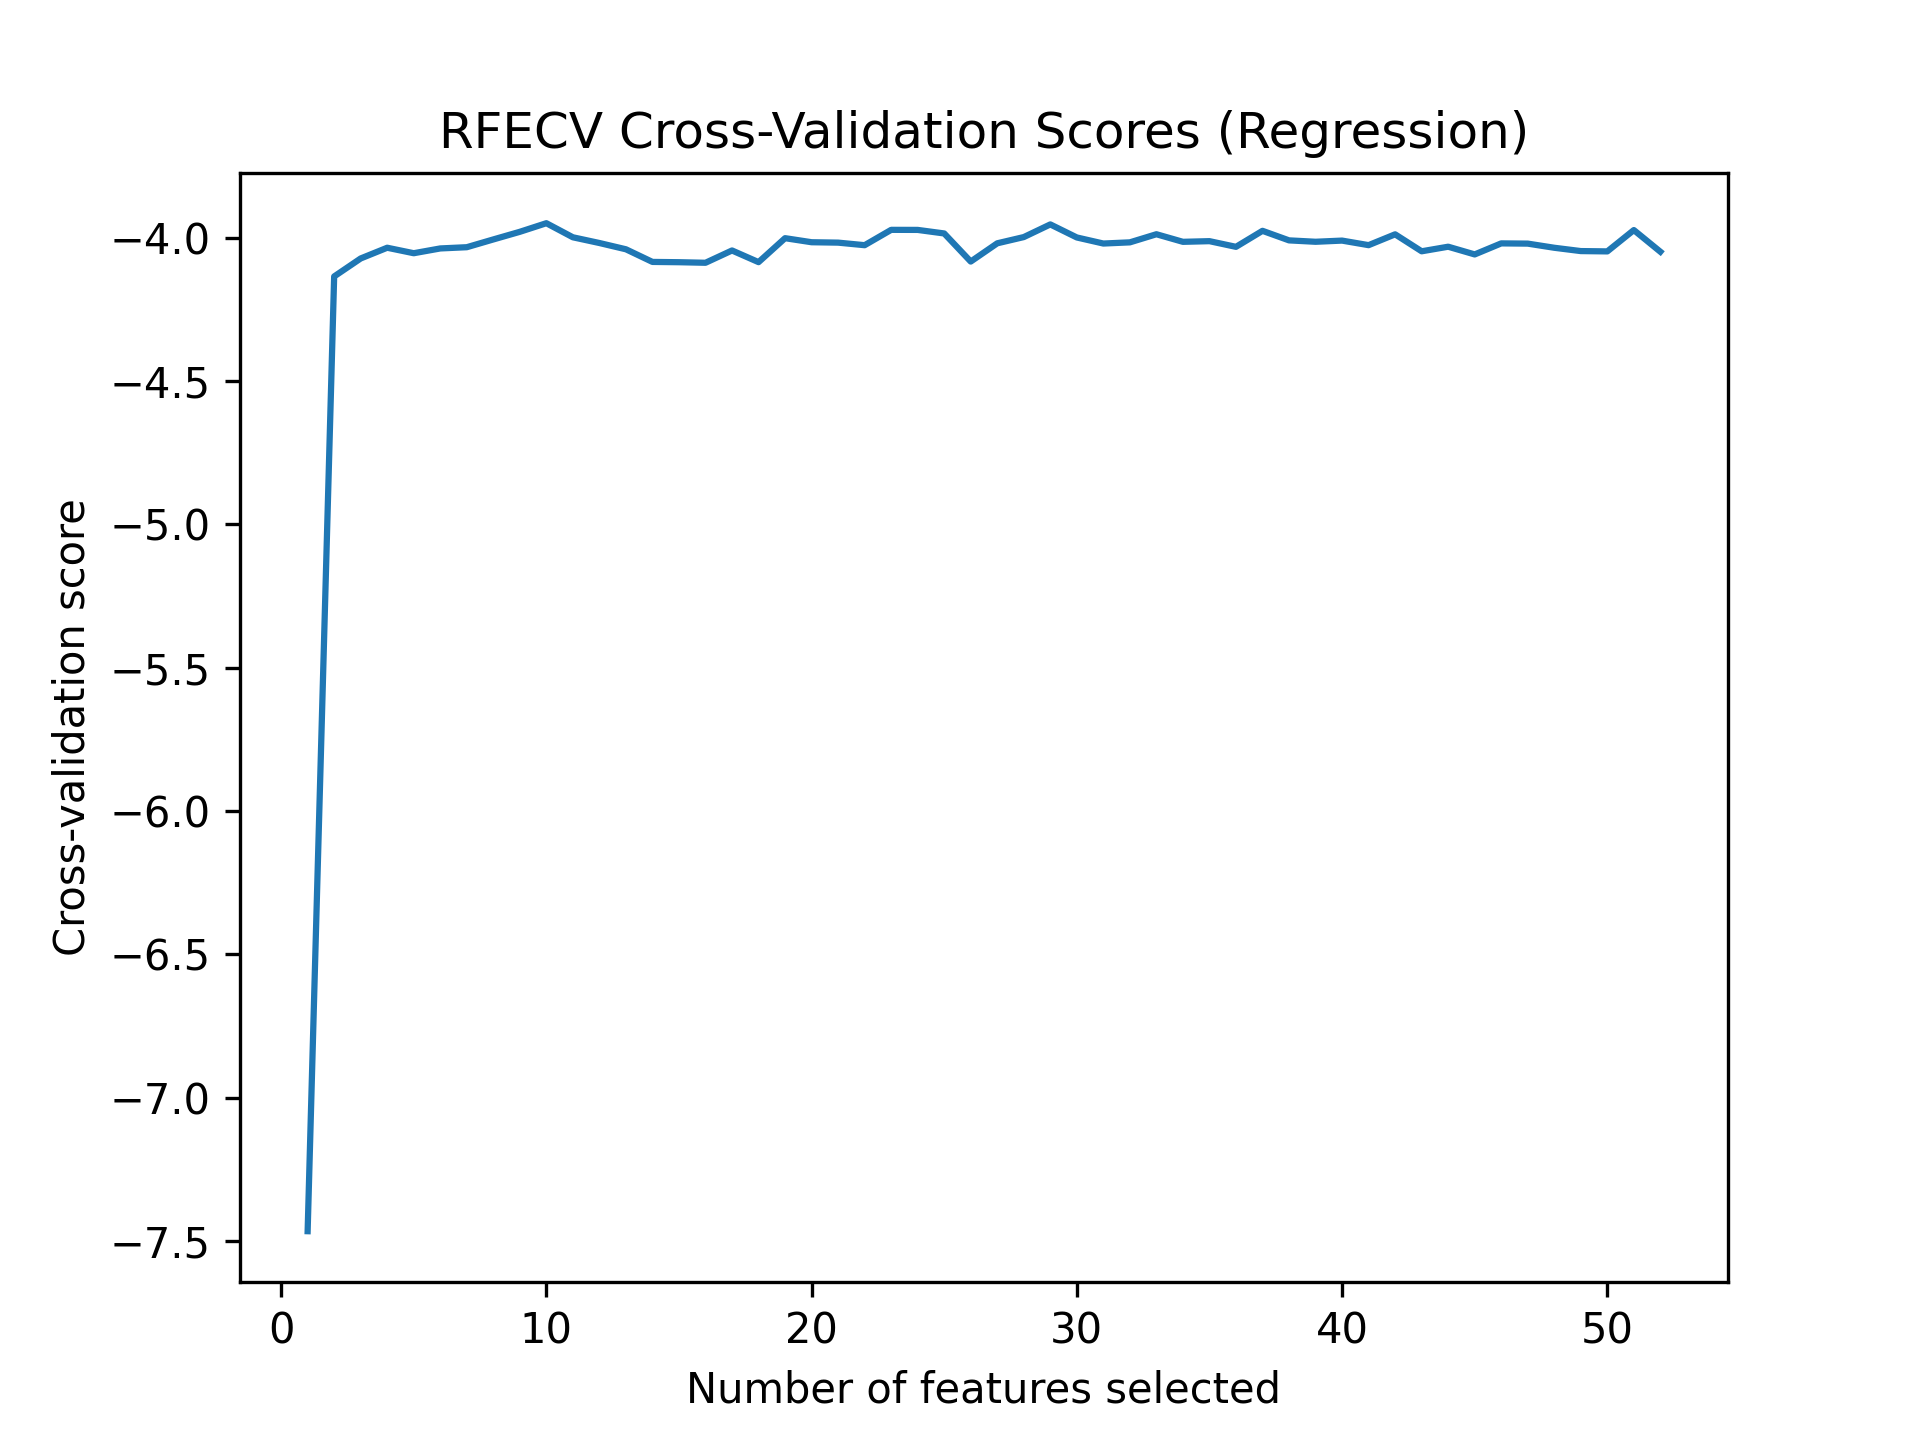 RFECV Cross-Validation Scores (Regression)
Cross-validation score
−4.0
−4.5
−5.0
−5.5
−6.0
−6.5
−7.0
−7.5
0 10 20 30 40 50
Number of features selected